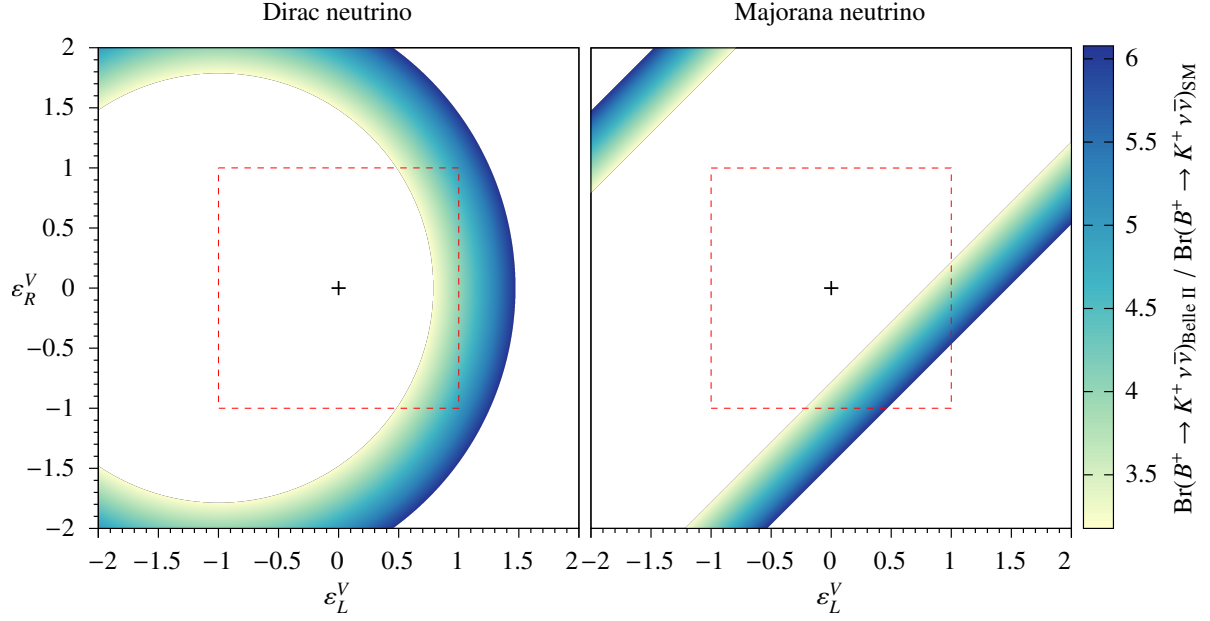 Dirac neutrino
Majorana neutrino
2
1.5
1
0.5
0
−0.5
−1
−1.5
−2
ε_R^V
−2 −1.5 −1 −0.5 0 0.5 1 1.5 2
−2 −1.5 −1 −0.5 0 0.5 1 1.5 2
ε_L^V
ε_L^V
6
5.5
5
4.5
4
3.5
Br(B⁺ → K⁺ ν ν̅)_Belle II / Br(B⁺ → K⁺ ν ν̅)_SM